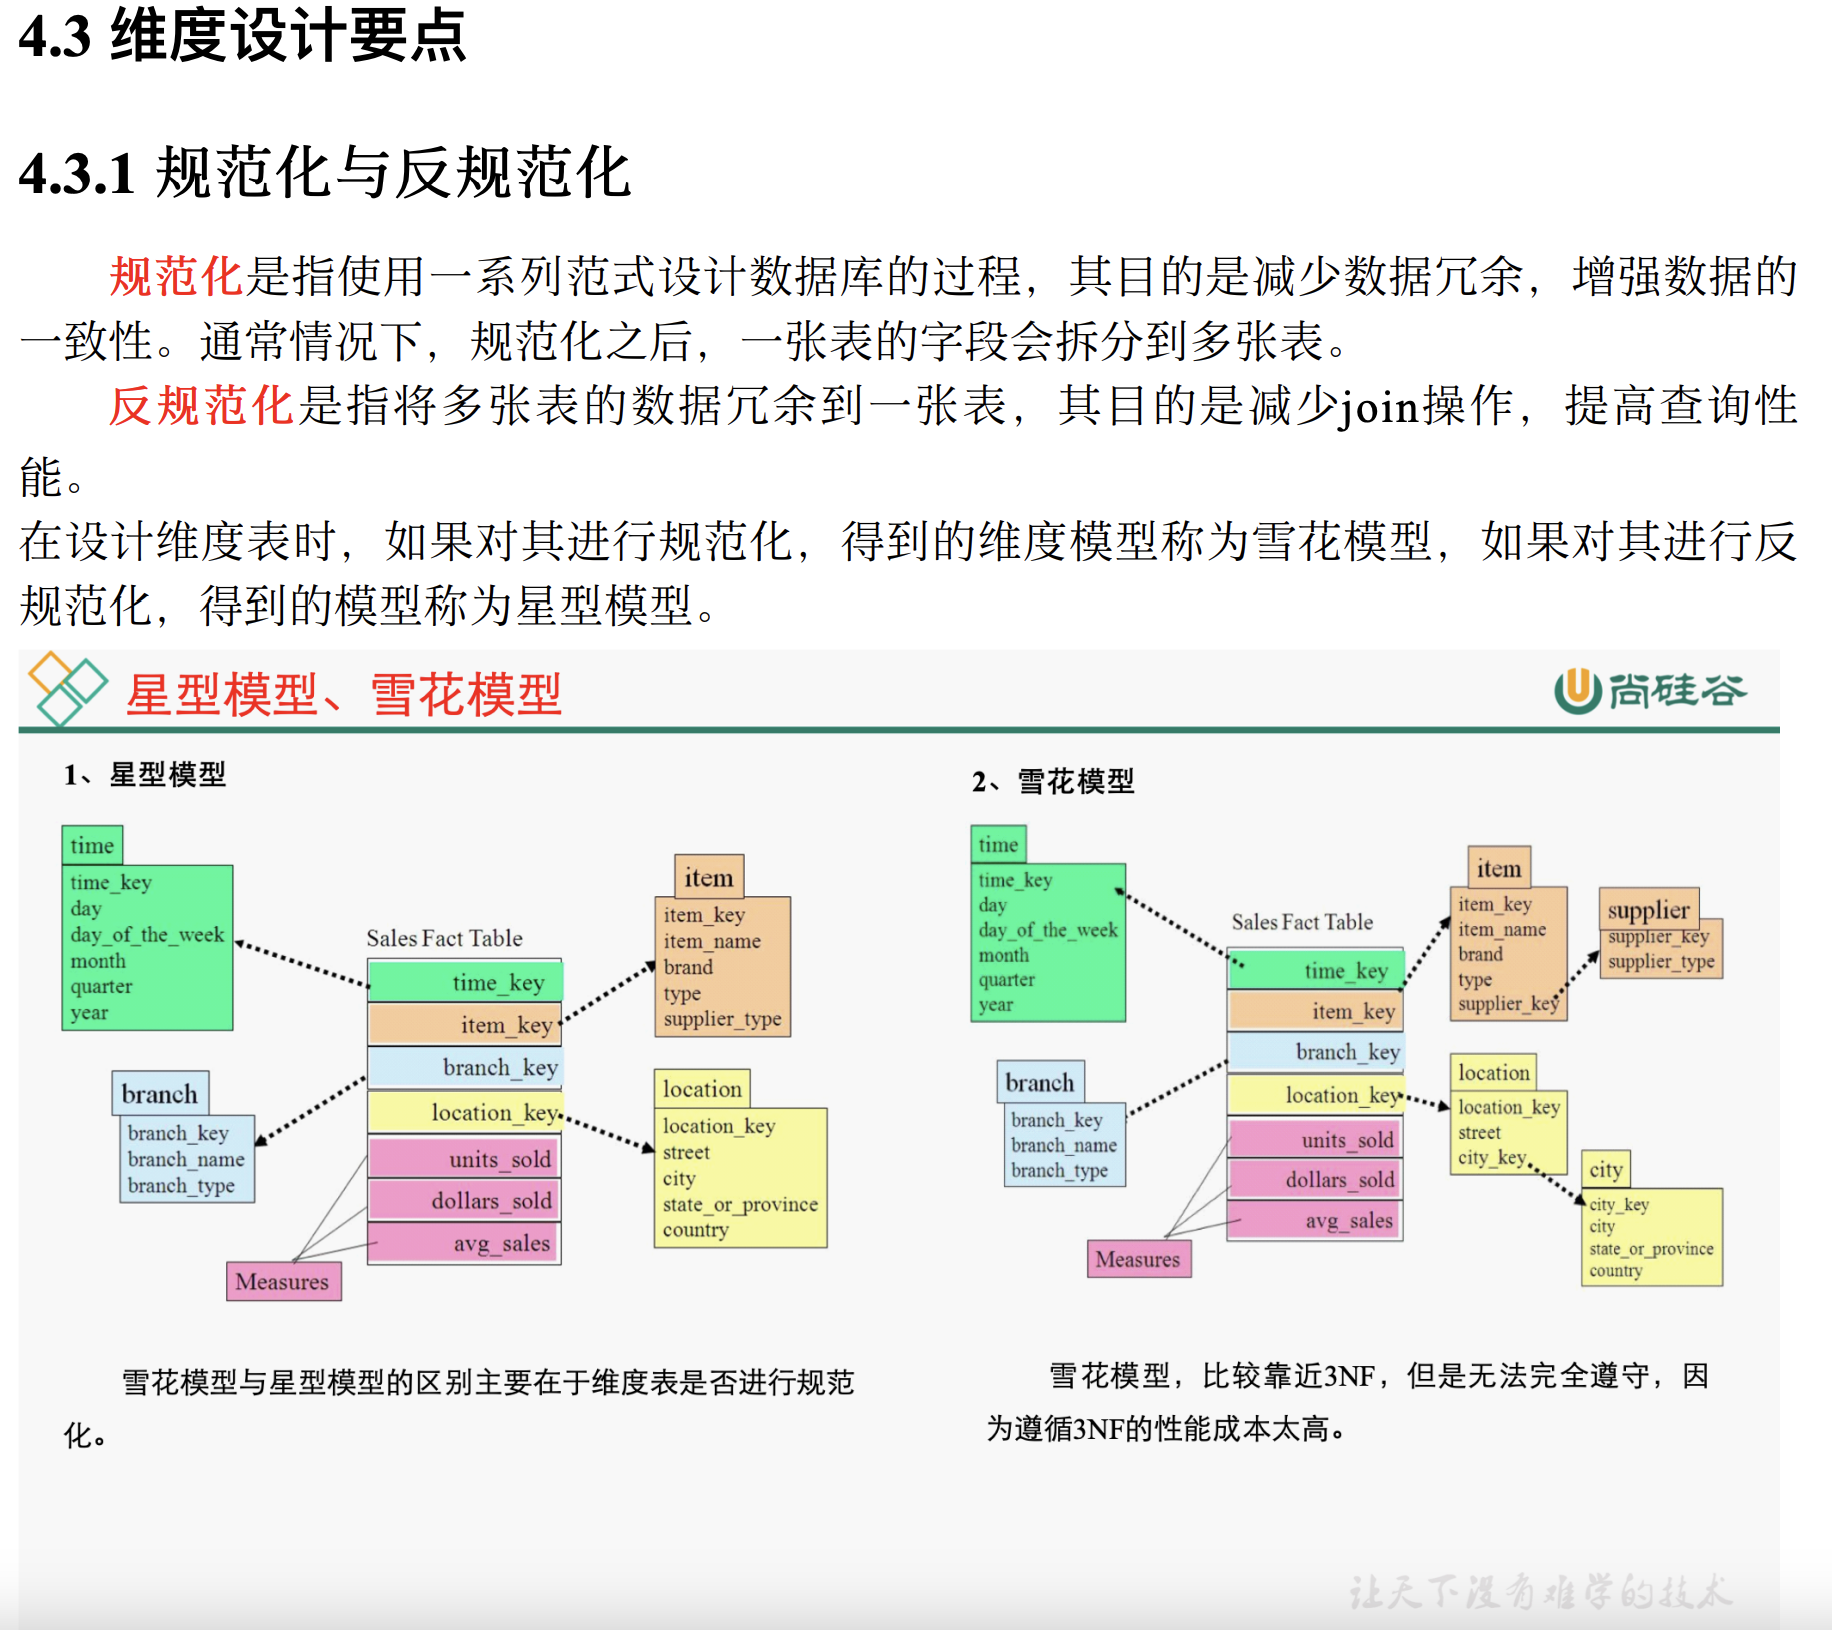 4.3 维度设计要点
4.3.1 规范化与反规范化
规范化是指使用一系列范式设计数据库的过程，其目的是减少数据冗余，增强数据的
一致性。通常情况下，规范化之后，一张表的字段会拆分到多张表。
反规范化是指将多张表的数据冗余到一张表，其目的是减少join操作，提高查询性
能。
在设计维度表时，如果对其进行规范化，得到的维度模型称为雪花模型，如果对其进行反
规范化，得到的模型称为星型模型。
星型模型、雪花模型
尚硅谷
1、星型模型
time
time_key
day
day_of_the_week
month
quarter
year
branch
branch_key
branch_name
branch_type
Sales Fact Table
time_key
item_key
branch_key
location_key
units_sold
dollars_sold
avg_sales
Measures
item
item_key
item_name
brand
type
supplier_type
location
location_key
street
city
state_or_province
country
雪花模型与星型模型的区别主要在于维度表是否进行规范
化。
2、雪花模型
time
time_key
day
day_of_the_week
month
quarter
year
branch
branch_key
branch_name
branch_type
Sales Fact Table
time_key
item_key
branch_key
location_key
units_sold
dollars_sold
avg_sales
Measures
item
item_key
item_name
brand
type
supplier_key
supplier
supplier_key
supplier_type
location
location_key
street
city_key
city
city_key
city
state_or_province
country
雪花模型，比较靠近3NF，但是无法完全遵守，因
为遵循3NF的性能成本太高。
让天下没有难学的技术